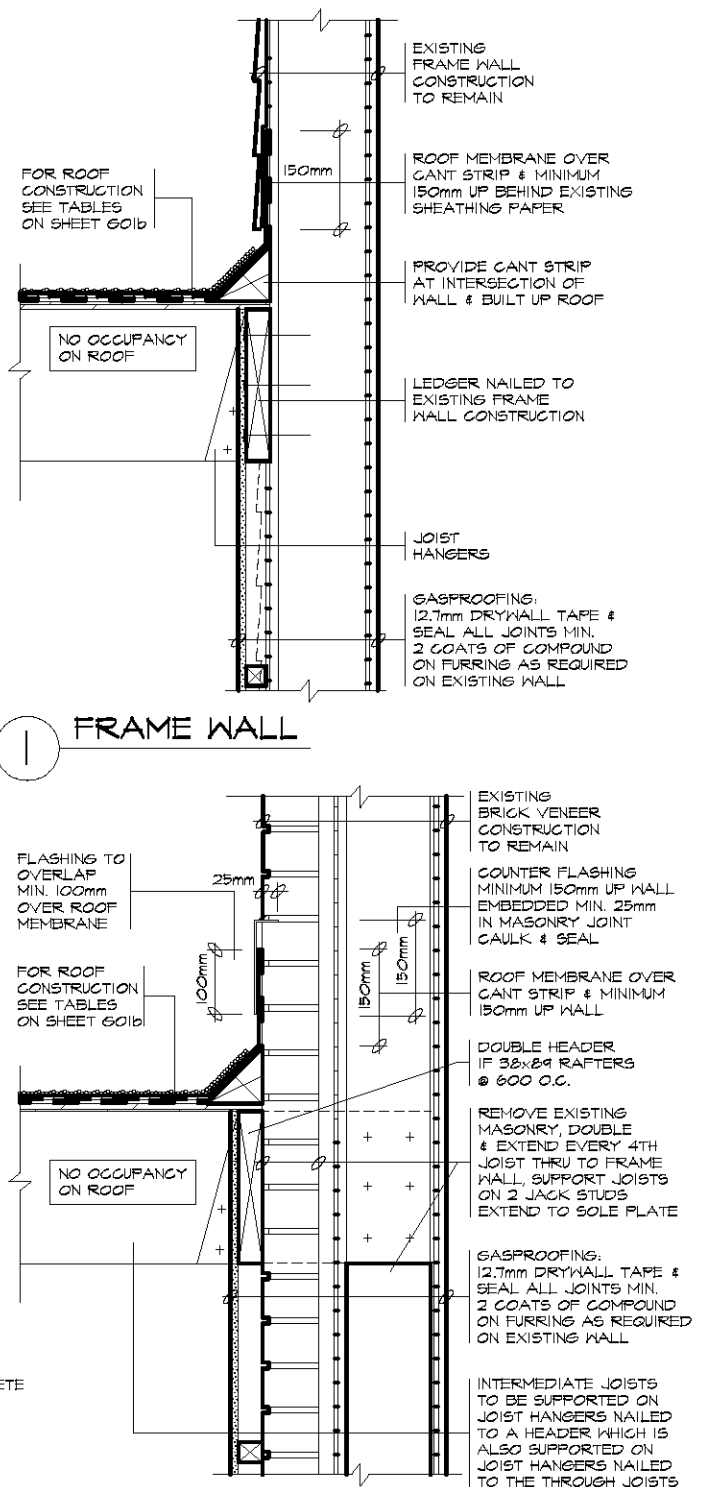 EXISTING
FRAME WALL
CONSTRUCTION
TO REMAIN
150mm
ROOF MEMBRANE OVER
CANT STRIP & MINIMUM
150mm UP BEHIND EXISTING
SHEATHING PAPER
FOR ROOF
CONSTRUCTION
SEE TABLES
ON SHEET G01b
PROVIDE CANT STRIP
AT INTERSECTION OF
WALL & BUILT UP ROOF
NO OCCUPANCY
ON ROOF
LEDGER NAILED TO
EXISTING FRAME
WALL CONSTRUCTION
JOIST
HANGERS
GASPROOFING:
12.7mm DRYWALL TAPE &
SEAL ALL JOINTS MIN.
2 COATS OF COMPOUND
ON FURRING AS REQUIRED
ON EXISTING WALL
1
FRAME WALL
EXISTING
BRICK VENEER
CONSTRUCTION
TO REMAIN
FLASHING TO
OVERLAP
MIN. 100mm
OVER ROOF
MEMBRANE
25mm
COUNTER FLASHING
MINIMUM 150mm UP WALL
EMBEDDED MIN. 25mm
IN MASONRY JOINT
CAULK & SEAL
100mm
150mm
150mm
FOR ROOF
CONSTRUCTION
SEE TABLES
ON SHEET G01b
ROOF MEMBRANE OVER
CANT STRIP & MINIMUM
150mm UP WALL
DOUBLE HEADER
IF 38x89 RAFTERS
@ 600 O.C.
REMOVE EXISTING
MASONRY, DOUBLE
& EXTEND EVERY 4TH
JOIST THRU TO FRAME
WALL, SUPPORT JOISTS
ON 2 JACK STUDS
EXTEND TO SOLE PLATE
NO OCCUPANCY
ON ROOF
GASPROOFING:
12.7mm DRYWALL TAPE &
SEAL ALL JOINTS MIN.
2 COATS OF COMPOUND
ON FURRING AS REQUIRED
ON EXISTING WALL
ETE
INTERMEDIATE JOISTS
TO BE SUPPORTED ON
JOIST HANGERS NAILED
TO A HEADER WHICH IS
ALSO SUPPORTED ON
JOIST HANGERS NAILED
TO THE THROUGH JOISTS